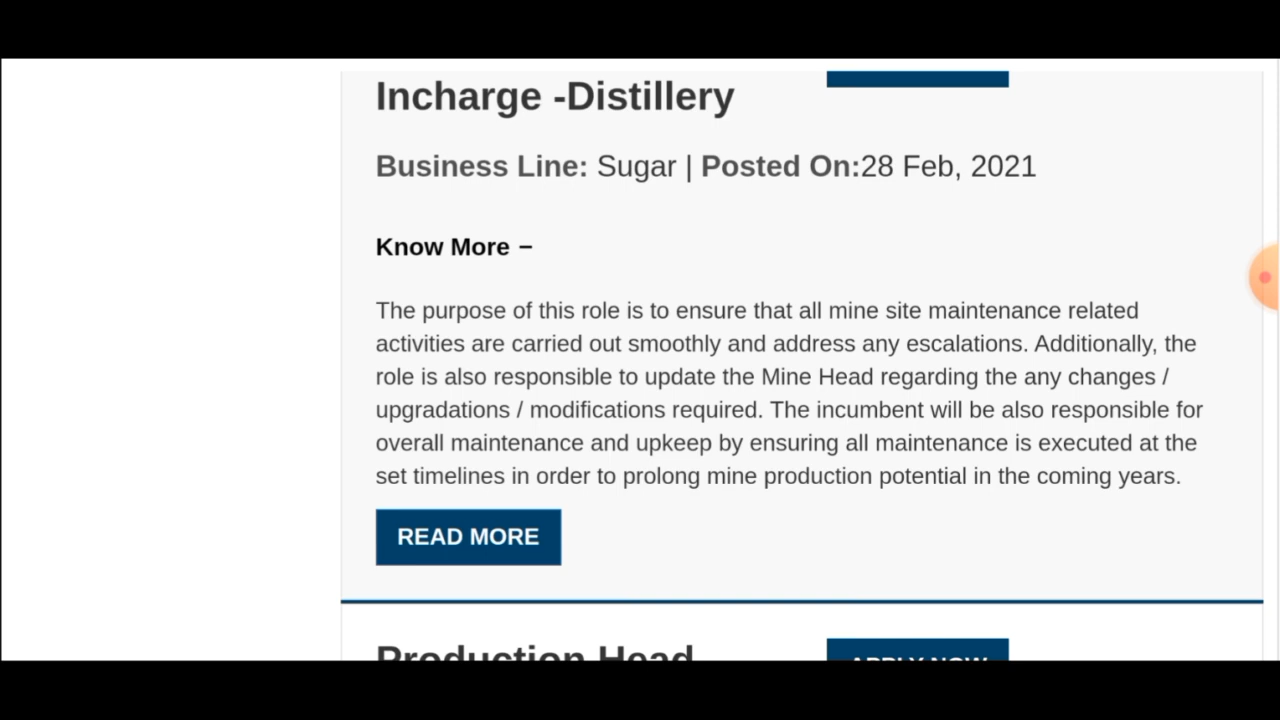 Incharge -Distillery
Business Line: Sugar | Posted On:28 Feb, 2021
Know More −
The purpose of this role is to ensure that all mine site maintenance related
activities are carried out smoothly and address any escalations. Additionally, the
role is also responsible to update the Mine Head regarding the any changes /
upgradations / modifications required. The incumbent will be also responsible for
overall maintenance and upkeep by ensuring all maintenance is executed at the
set timelines in order to prolong mine production potential in the coming years.
READ MORE
Production Head
APPLY NOW